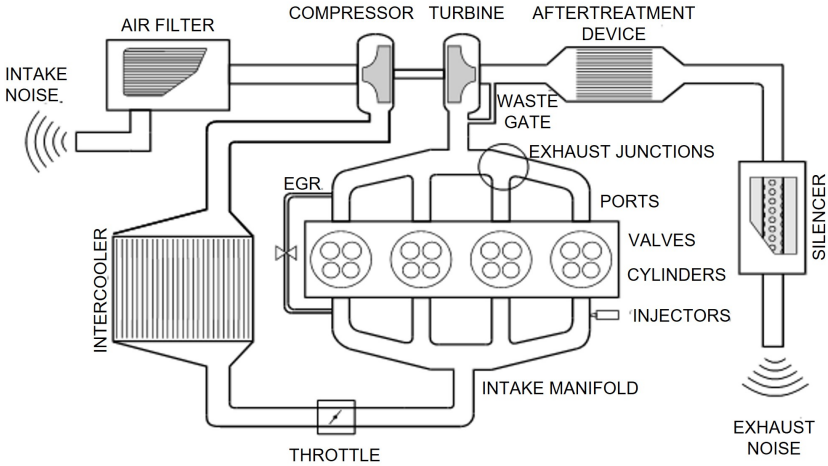 COMPRESSOR
TURBINE
AFTERTREATMENT
DEVICE
AIR FILTER
INTAKE
NOISE
WASTE
GATE
EXHAUST JUNCTIONS
EGR
PORTS
SILENCER
VALVES
INTERCOOLER
CYLINDERS
INJECTORS
INTAKE MANIFOLD
THROTTLE
EXHAUST
NOISE